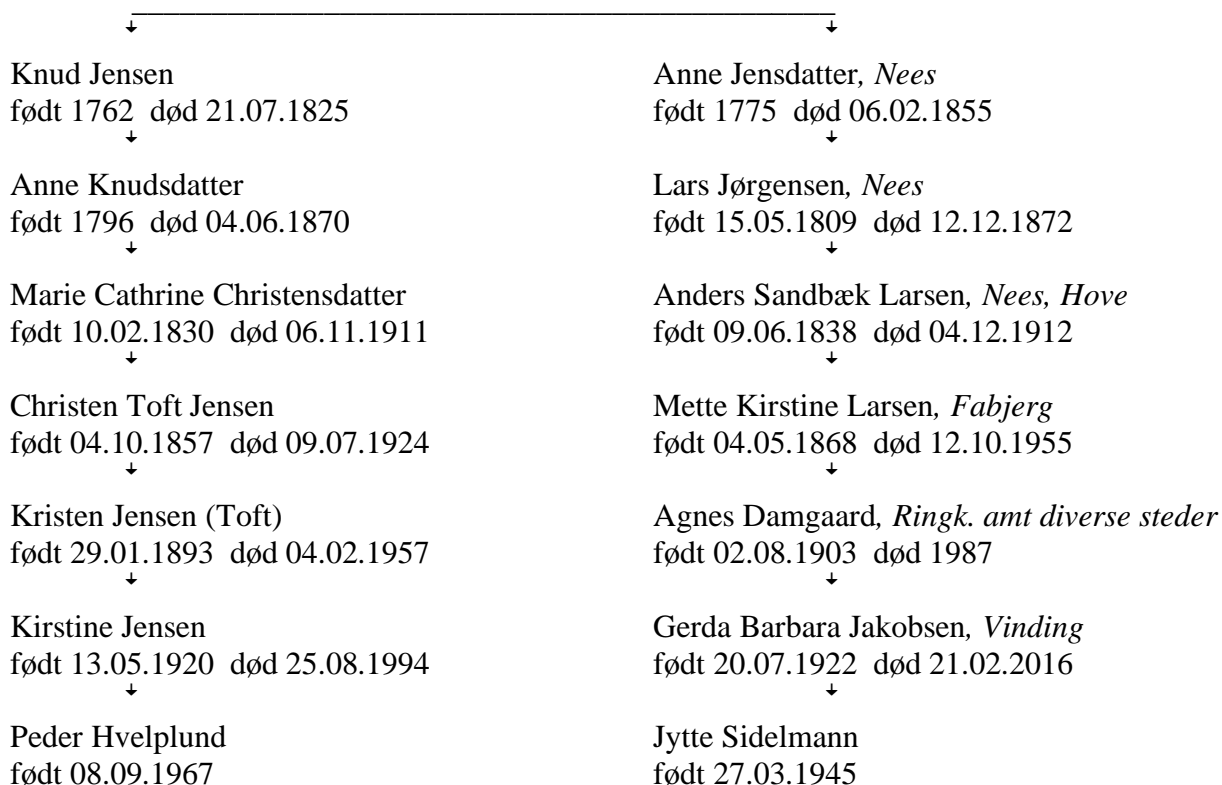 Knud Jensen
født 1762 død 21.07.1825
Anne Knudsdatter
født 1796 død 04.06.1870
Marie Cathrine Christensdatter
født 10.02.1830 død 06.11.1911
Christen Toft Jensen
født 04.10.1857 død 09.07.1924
Kristen Jensen (Toft)
født 29.01.1893 død 04.02.1957
Kirstine Jensen
født 13.05.1920 død 25.08.1994
Peder Hvelplund
født 08.09.1967
Anne Jensdatter, Nees
født 1775 død 06.02.1855
Lars Jørgensen, Nees
født 15.05.1809 død 12.12.1872
Anders Sandbæk Larsen, Nees, Hove
født 09.06.1838 død 04.12.1912
Mette Kirstine Larsen, Fabjerg
født 04.05.1868 død 12.10.1955
Agnes Damgaard, Ringk. amt diverse steder
født 02.08.1903 død 1987
Gerda Barbara Jakobsen, Vinding
født 20.07.1922 død 21.02.2016
Jytte Sidelmann
født 27.03.1945